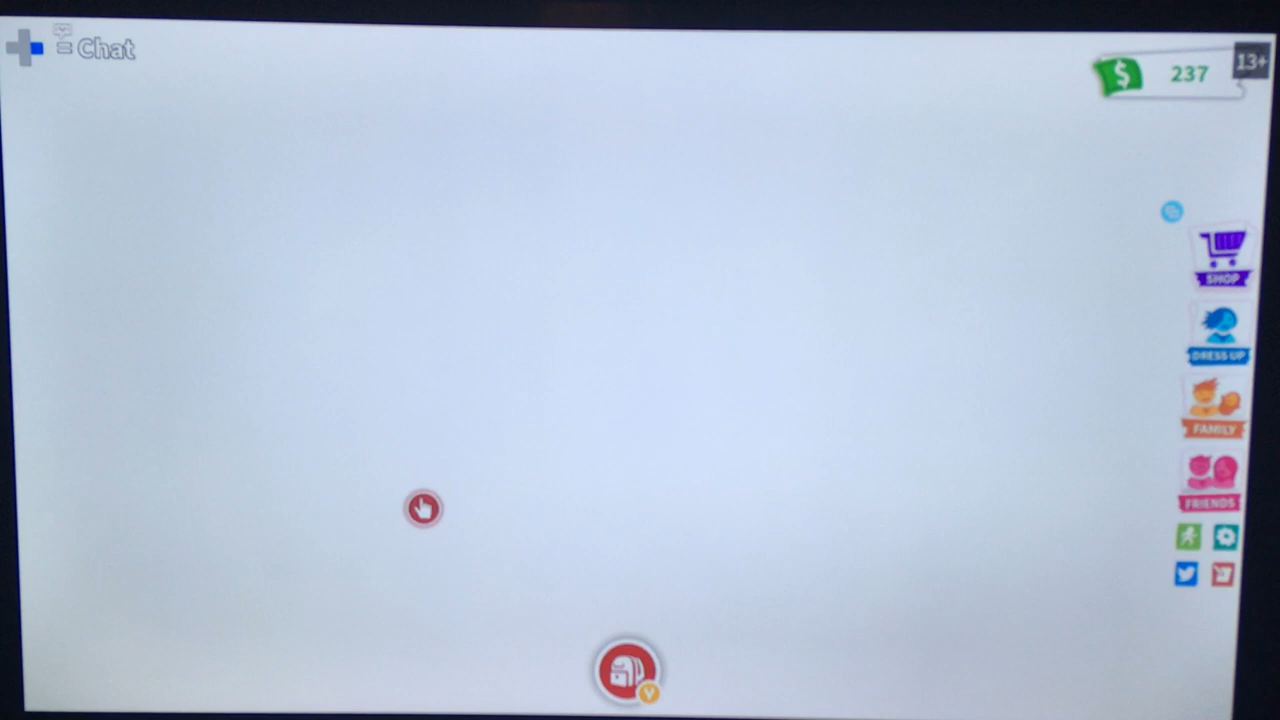 = Chat
237
13+
SHOP
DRESS UP
FAMILY
FRIENDS
V